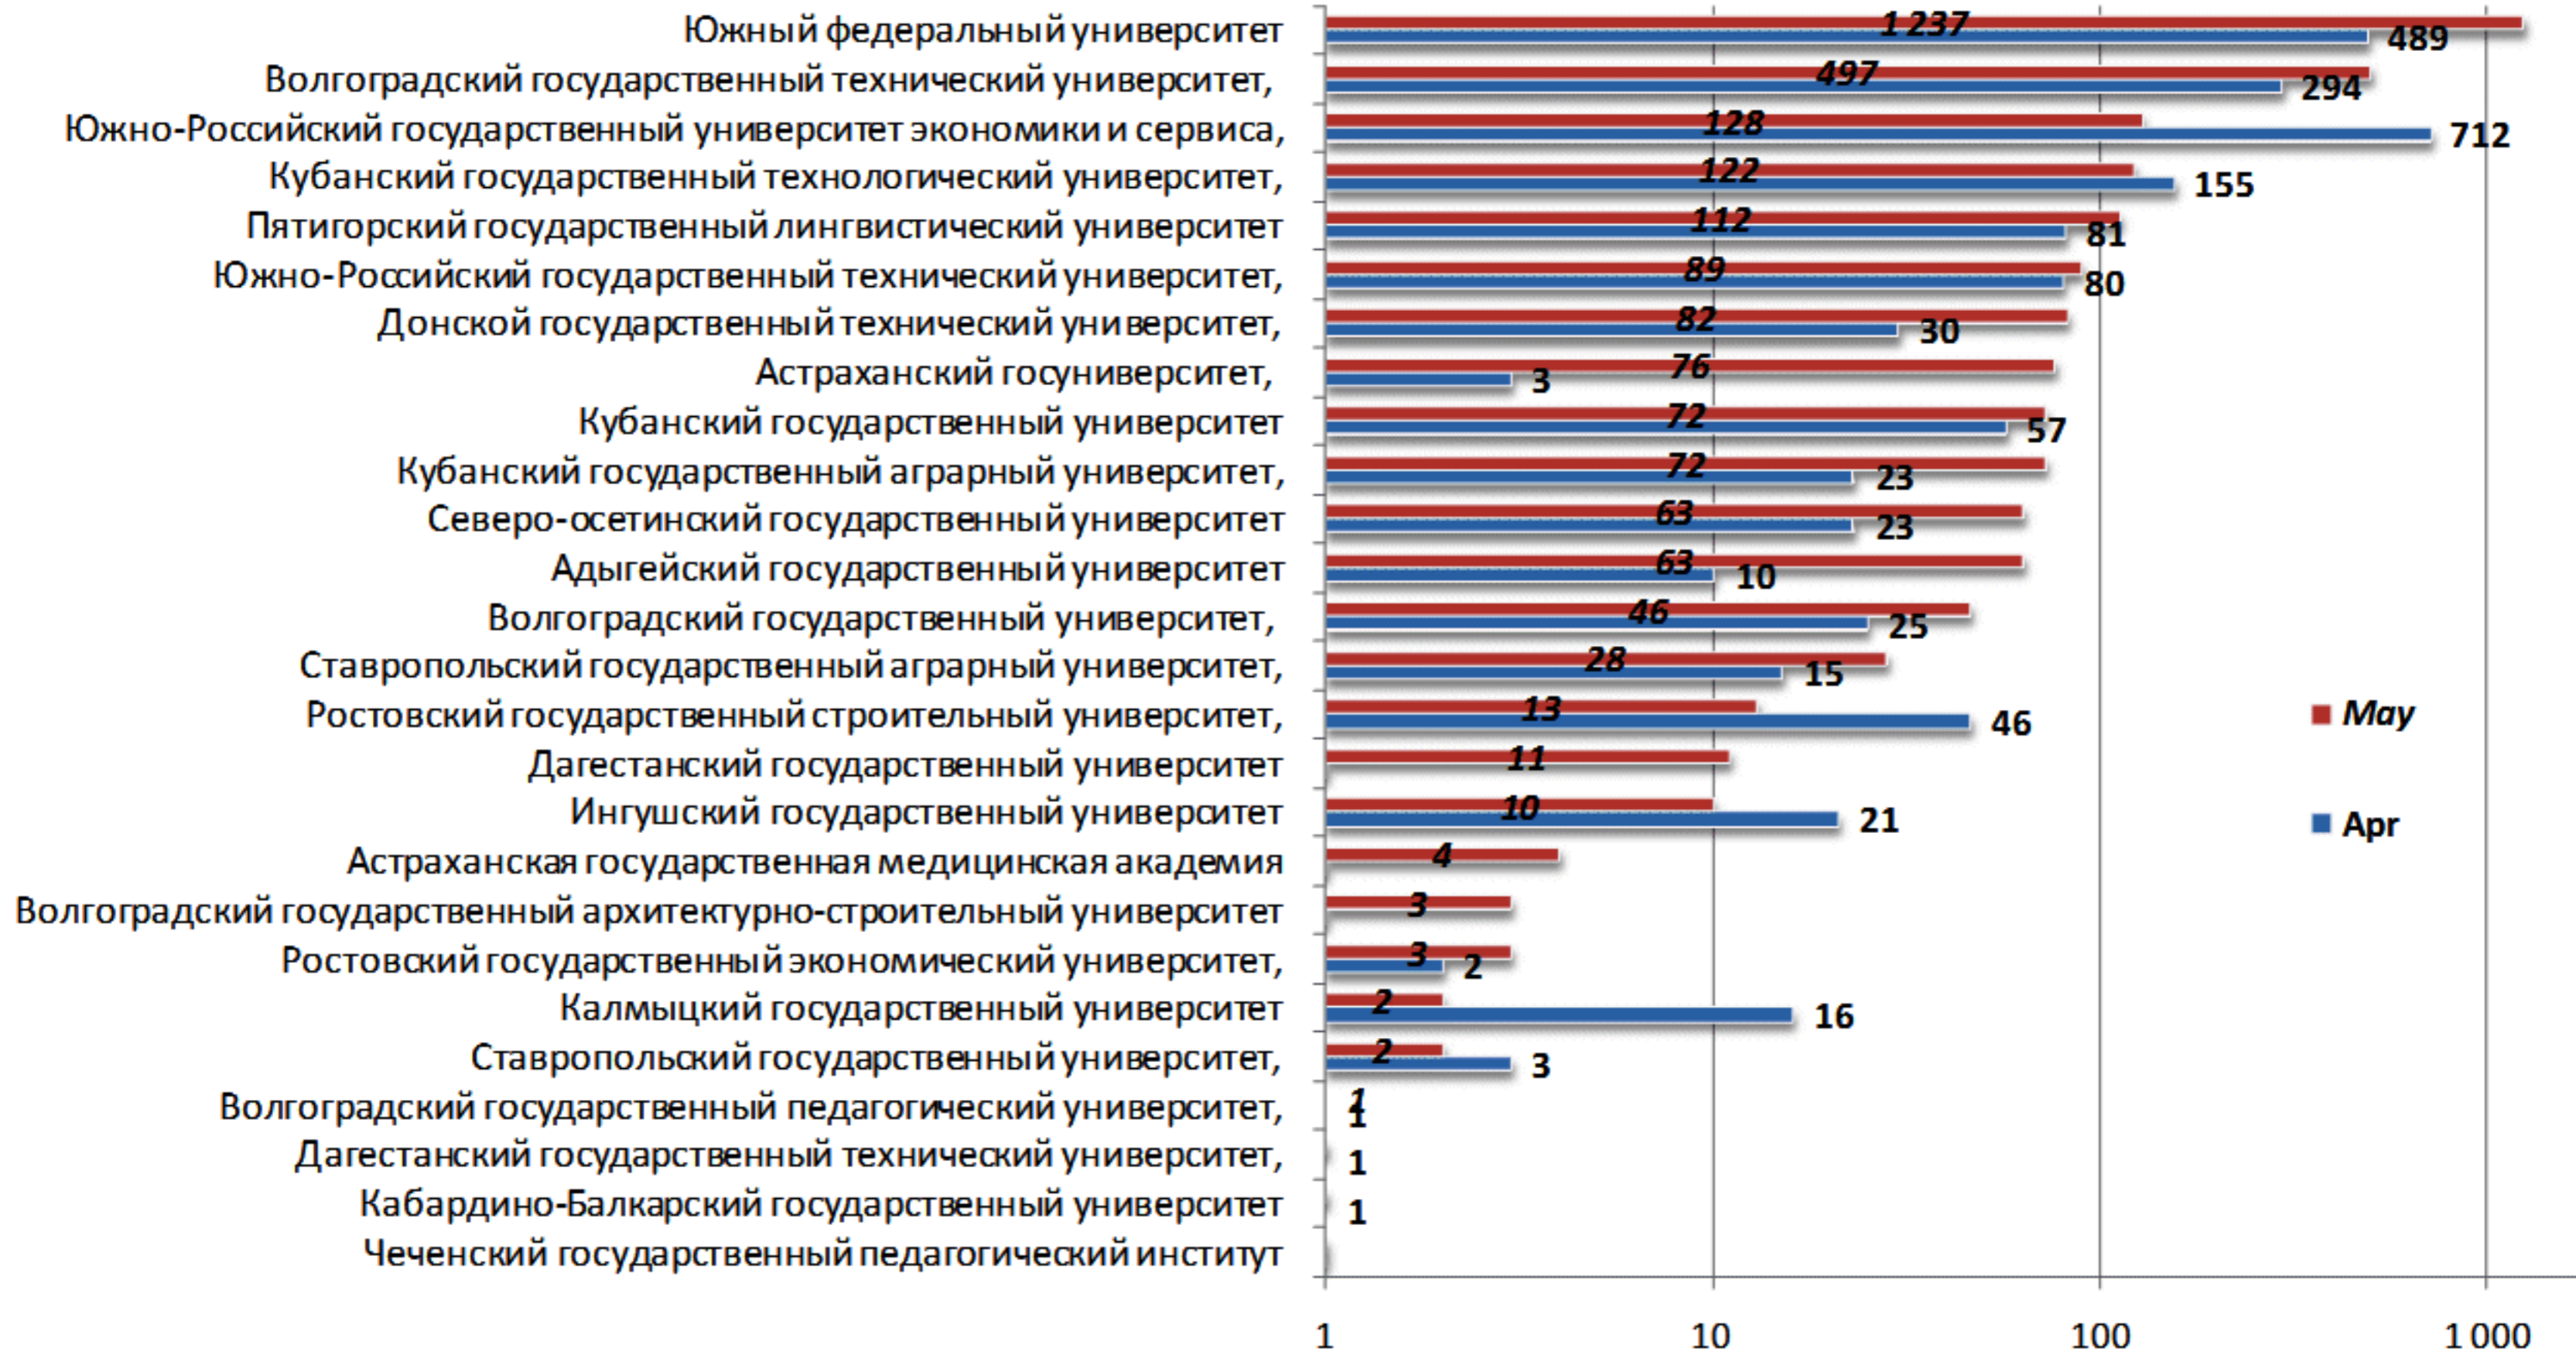 Южный федеральный университет 1 237 489
Волгоградский государственный технический университет, 497 294
Южно-Российский государственный университет экономики и сервиса, 128 712
Кубанский государственный технологический университет, 122 155
Пятигорский государственный лингвистический университет 112 81
Южно-Российский государственный технический университет, 89 80
Донской государственный технический университет, 82 30
Астраханский госуниверситет, 76 3
Кубанский государственный университет 72 57
Кубанский государственный аграрный университет, 72 23
Северо-осетинский государственный университет 63 23
Адыгейский государственный университет 63 10
Волгоградский государственный университет, 46 25
Ставропольский государственный аграрный университет, 28 15
Ростовский государственный строительный университет, 13 46
May
Дагестанский государственный университет 11
Ингушский государственный университет 10 21
Apr
Астраханская государственная медицинская академия 4
Волгоградский государственный архитектурно-строительный университет 3
Ростовский государственный экономический университет, 3 2
Калмыцкий государственный университет 2 16
Ставропольский государственный университет, 2 3
Волгоградский государственный педагогический университет, 1 1
Дагестанский государственный технический университет, 1
Кабардино-Балкарский государственный университет 1
Чеченский государственный педагогический институт
1 10 100 1 000